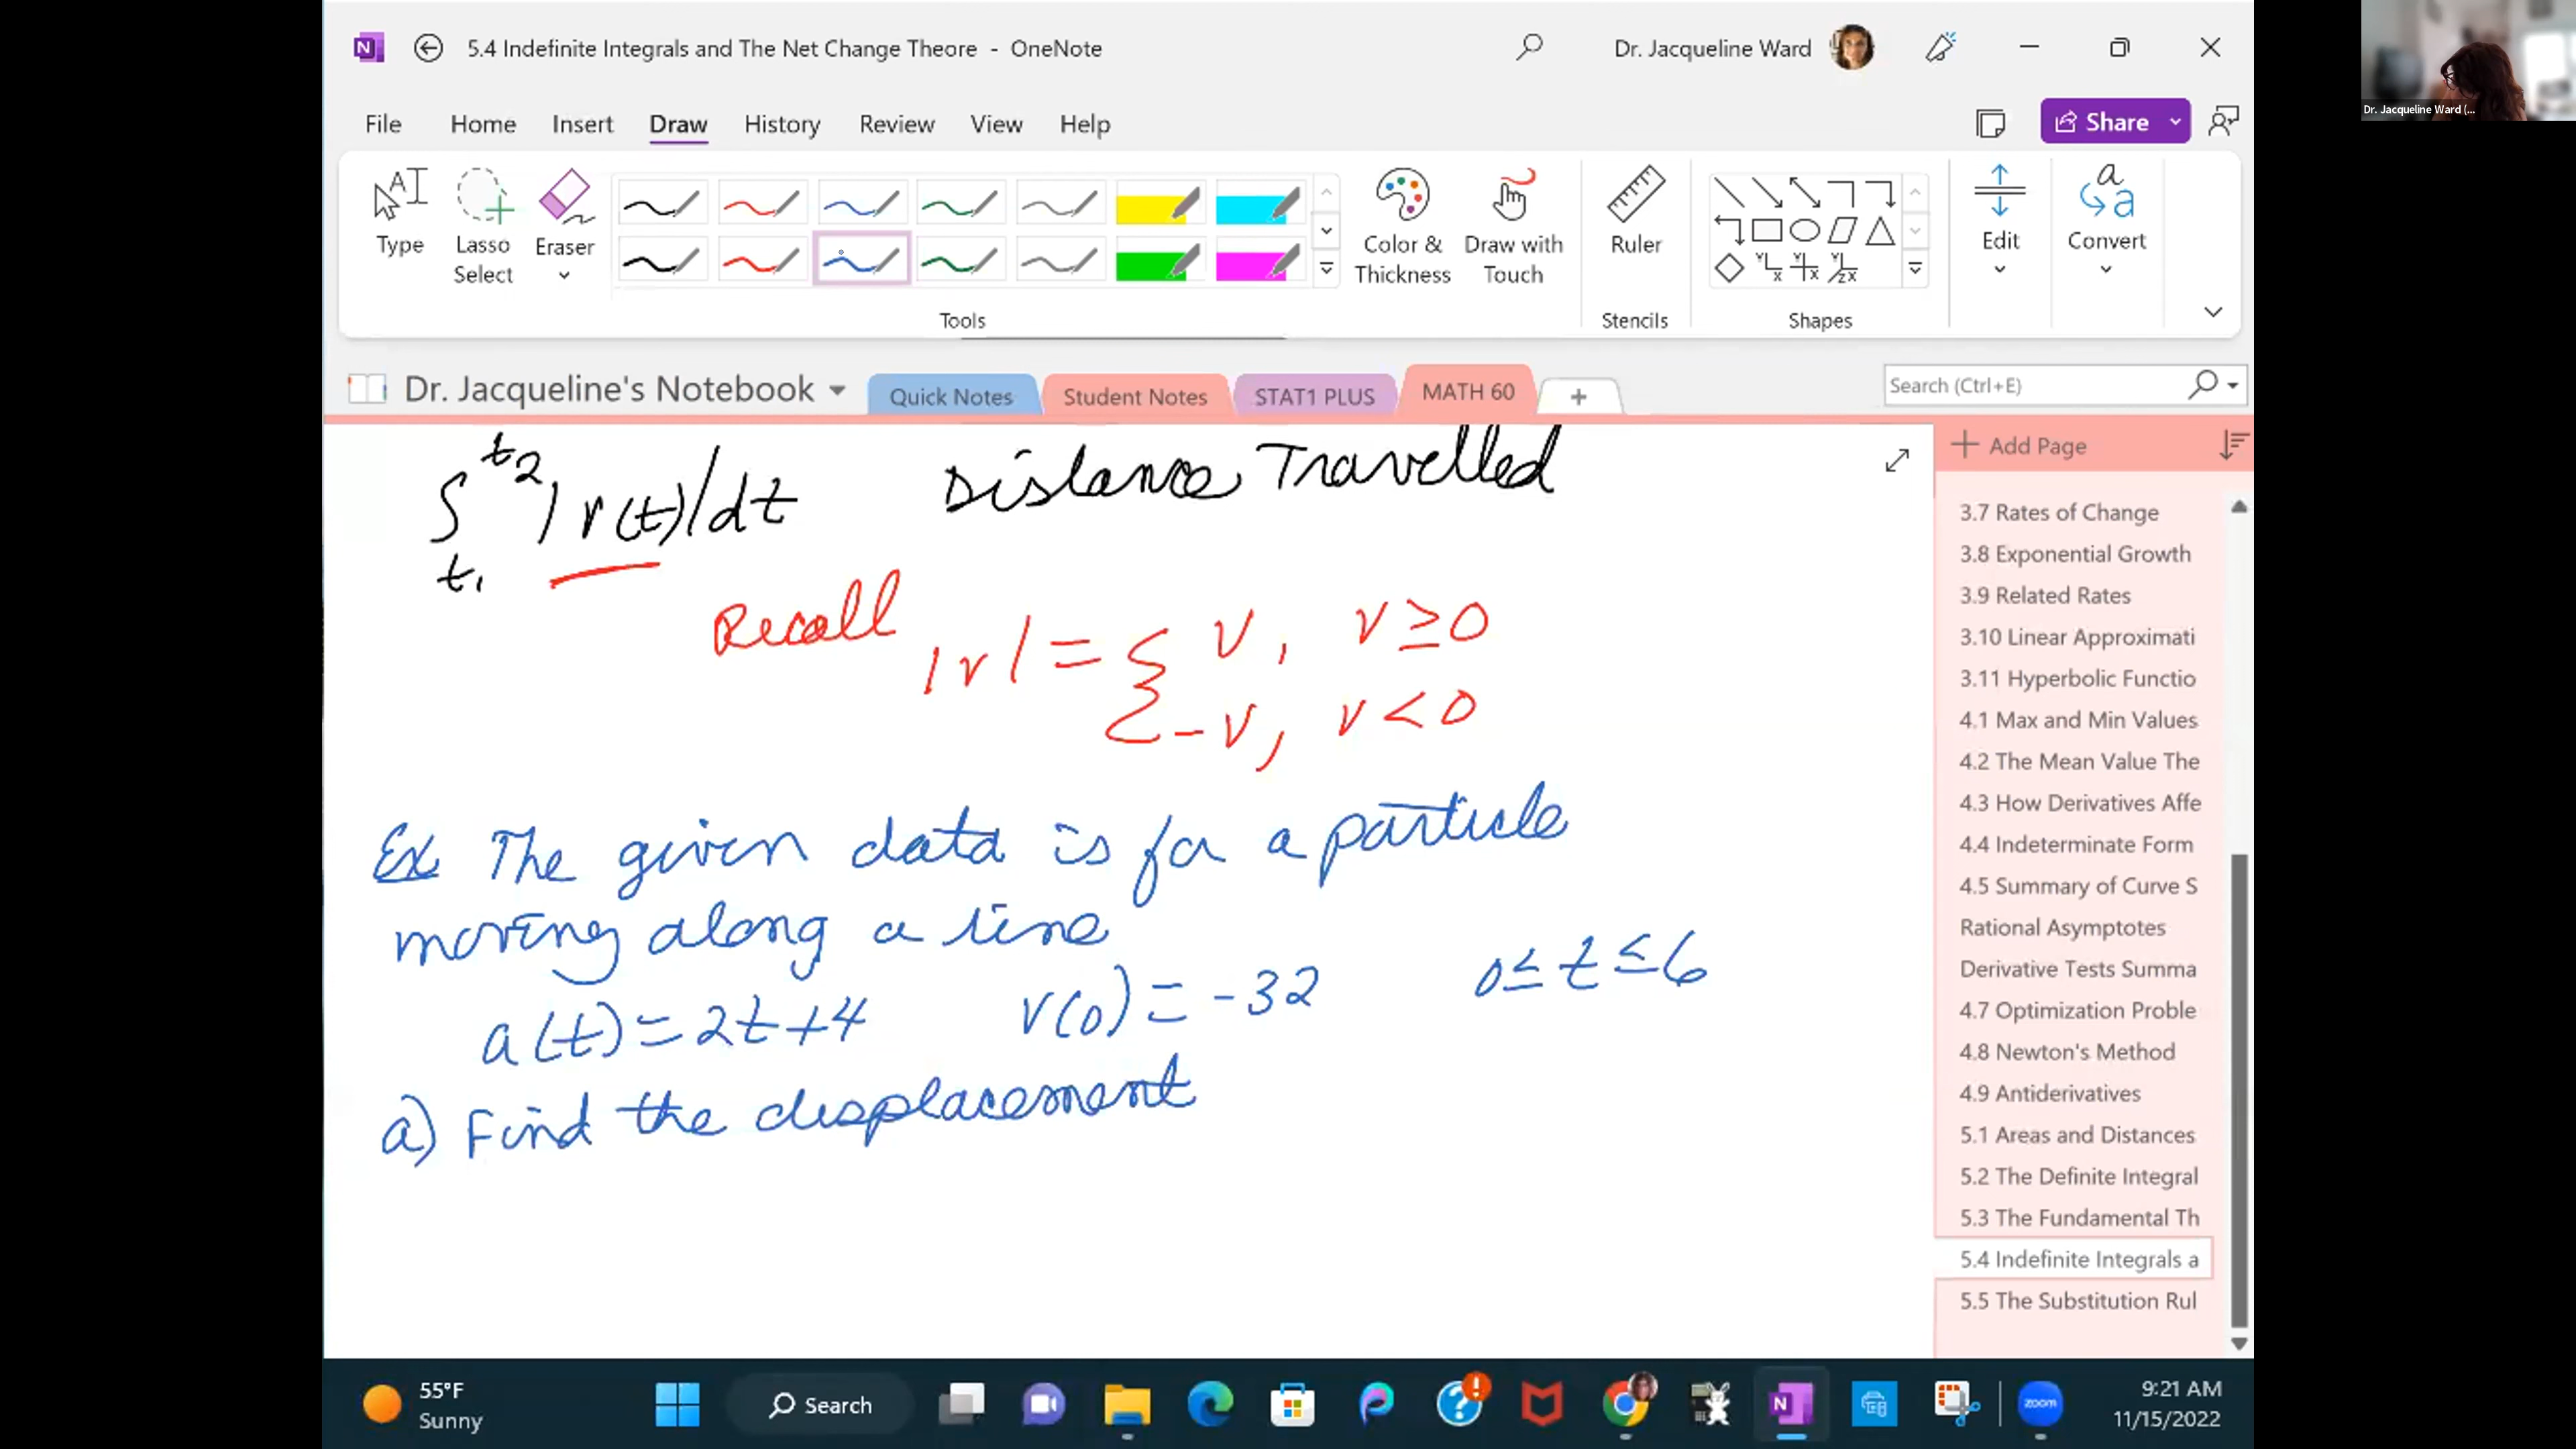 5.4 Indefinite Integrals and The Net Change Theore - OneNote
Dr. Jacqueline Ward
Dr. Jacqueline Ward (...
File Home Insert Draw History Review View Help
Share
Type
Lasso Select
Eraser
Color & Thickness
Draw with Touch
Ruler
Edit
Convert
Tools
Stencils
Shapes
Dr. Jacqueline's Notebook
Quick Notes
Student Notes
STAT1 PLUS
MATH 60
+
Search (Ctrl+E)
∫_{t₁}^{t₂} |v(t)| dt Distance Travelled
Recall |v| = { v, v ≥ 0
-v, v < 0
Ex The given data is for a particle
moving along a line
a(t) = 2t+4 v(0) = -32 0 ≤ t ≤ 6
a) Find the displacement
Add Page
3.7 Rates of Change
3.8 Exponential Growth
3.9 Related Rates
3.10 Linear Approximati
3.11 Hyperbolic Functio
4.1 Max and Min Values
4.2 The Mean Value The
4.3 How Derivatives Affe
4.4 Indeterminate Form
4.5 Summary of Curve S
Rational Asymptotes
Derivative Tests Summa
4.7 Optimization Proble
4.8 Newton's Method
4.9 Antiderivatives
5.1 Areas and Distances
5.2 The Definite Integral
5.3 The Fundamental Th
5.4 Indefinite Integrals a
5.5 The Substitution Rul
55°F
Sunny
Search
zoom
9:21 AM
11/15/2022